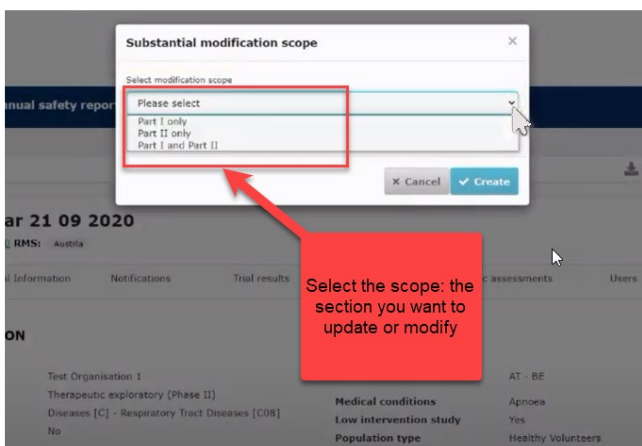 Substantial modification scope
×
Select modification scope
Please select
Part I only
Part II only
Part I and Part II
nnual safety repor
× Cancel
✔ Create
ar 21 09 2020
RMS: Austria
l Information
Notifications
Trial results
c assessments
Users
Select the scope: the
section you want to
update or modify
ON
Test Organisation 1
AT - BE
Therapeutic exploratory (Phase II)
Medical conditions
Apnoea
Diseases [C] - Respiratory Tract Diseases [C08]
Low intervention study
Yes
No
Population type
Healthy Volunteers